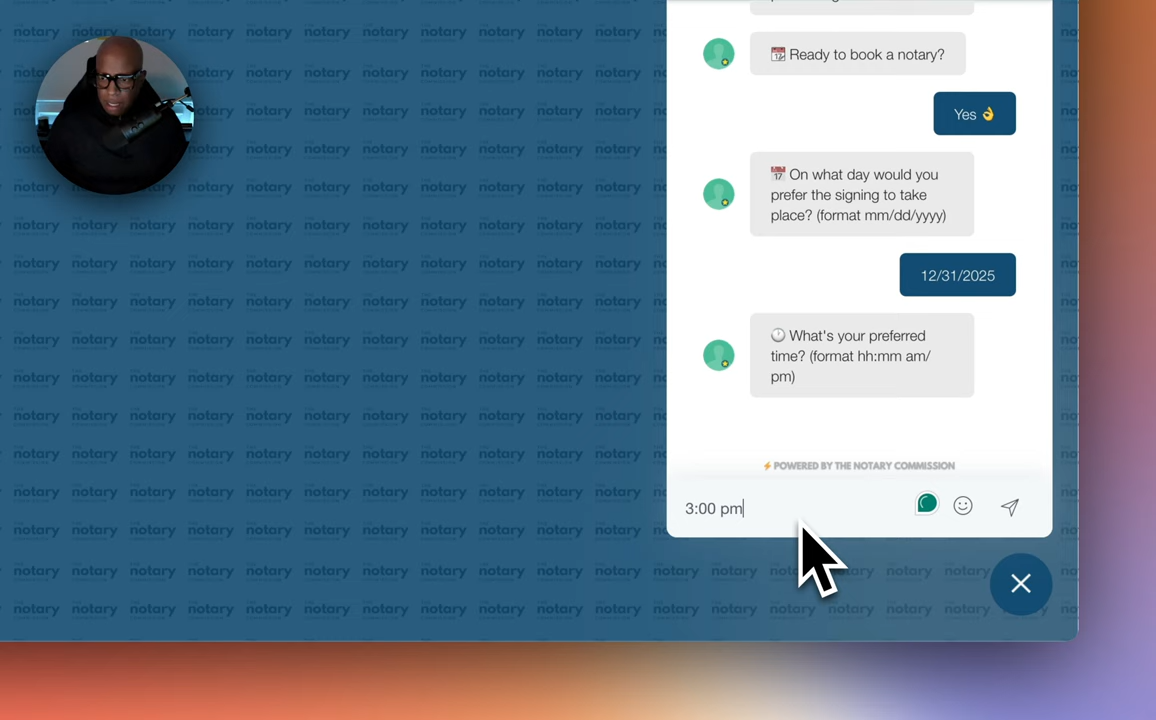 📆 Ready to book a notary?
Yes 👌
📅 On what day would you
prefer the signing to take
place? (format mm/dd/yyyy)
12/31/2025
🕐 What's your preferred
time? (format hh:mm am/
pm)
⚡ POWERED BY THE NOTARY COMMISSION
3:00 pm
notary